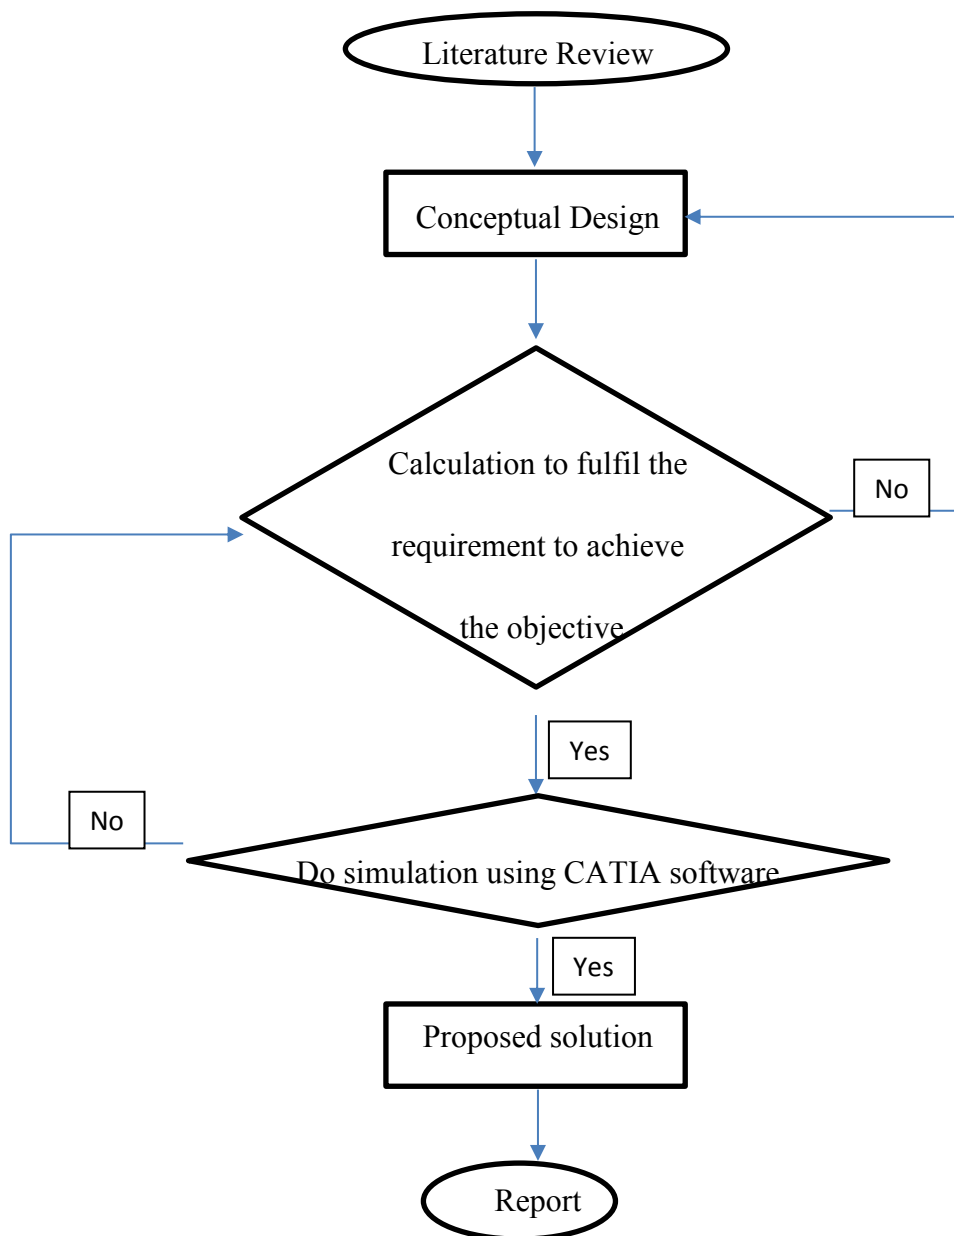 Literature Review
Conceptual Design
Calculation to fulfil the
No
requirement to achieve
the objective
Yes
No
Do simulation using CATIA software
Yes
Proposed solution
Report